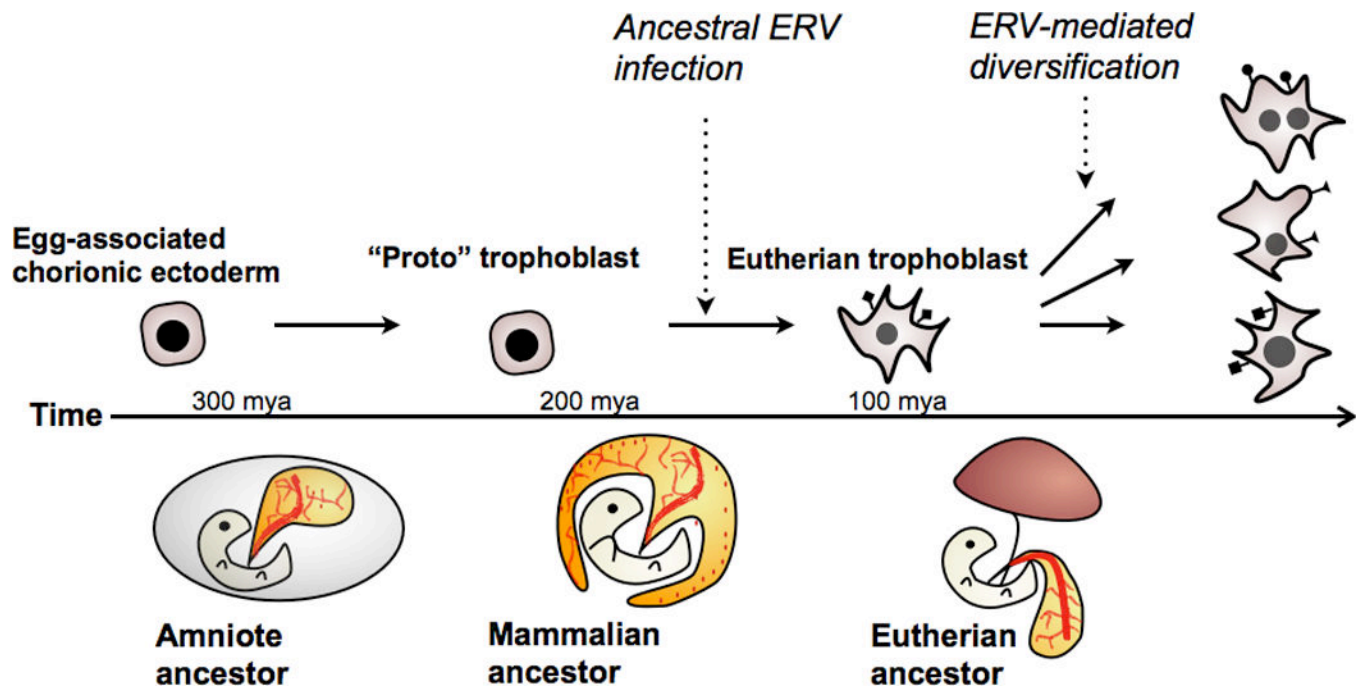 Ancestral ERV
infection
ERV-mediated
diversification
Egg-associated
chorionic ectoderm
“Proto” trophoblast
Eutherian trophoblast
300 mya
200 mya
100 mya
Time
Amniote
ancestor
Mammalian
ancestor
Eutherian
ancestor